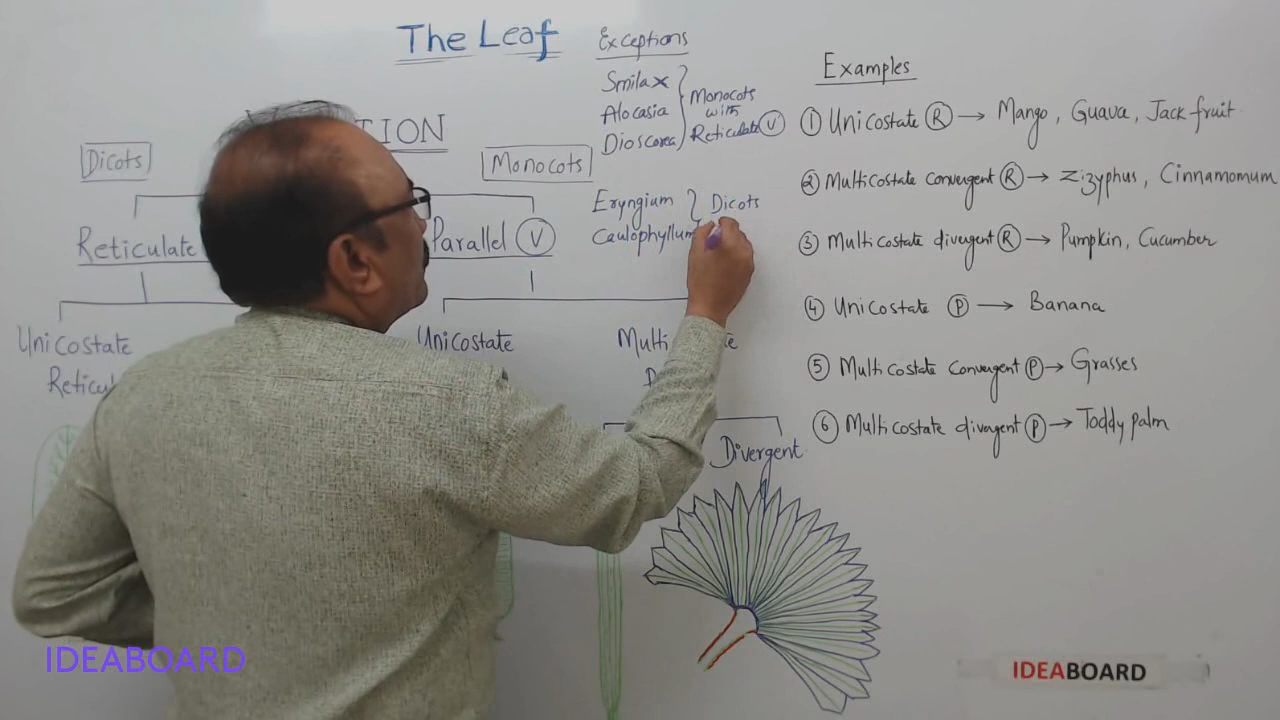 The Leaf
Exceptions
Smilax
Alocasia
Dioscorea
Monocots
with
Reticulate V
Eryngium
Caulophyllum
Dicots
TION
Dicots
Monocots
Reticulate
Parallel V
Unicostate
Unicostate
Divergent
Examples
1 Unicostate R → Mango, Guava, Jack fruit
2 Multicostate convergent R → Zizyphus, Cinnamomum
3 Multicostate divergent R → Pumpkin, Cucumber
4 Unicostate P → Banana
5 Multicostate Convergent P → Grasses
6 Multicostate divergent P → Toddy palm
IDEABOARD
IDEABOARD